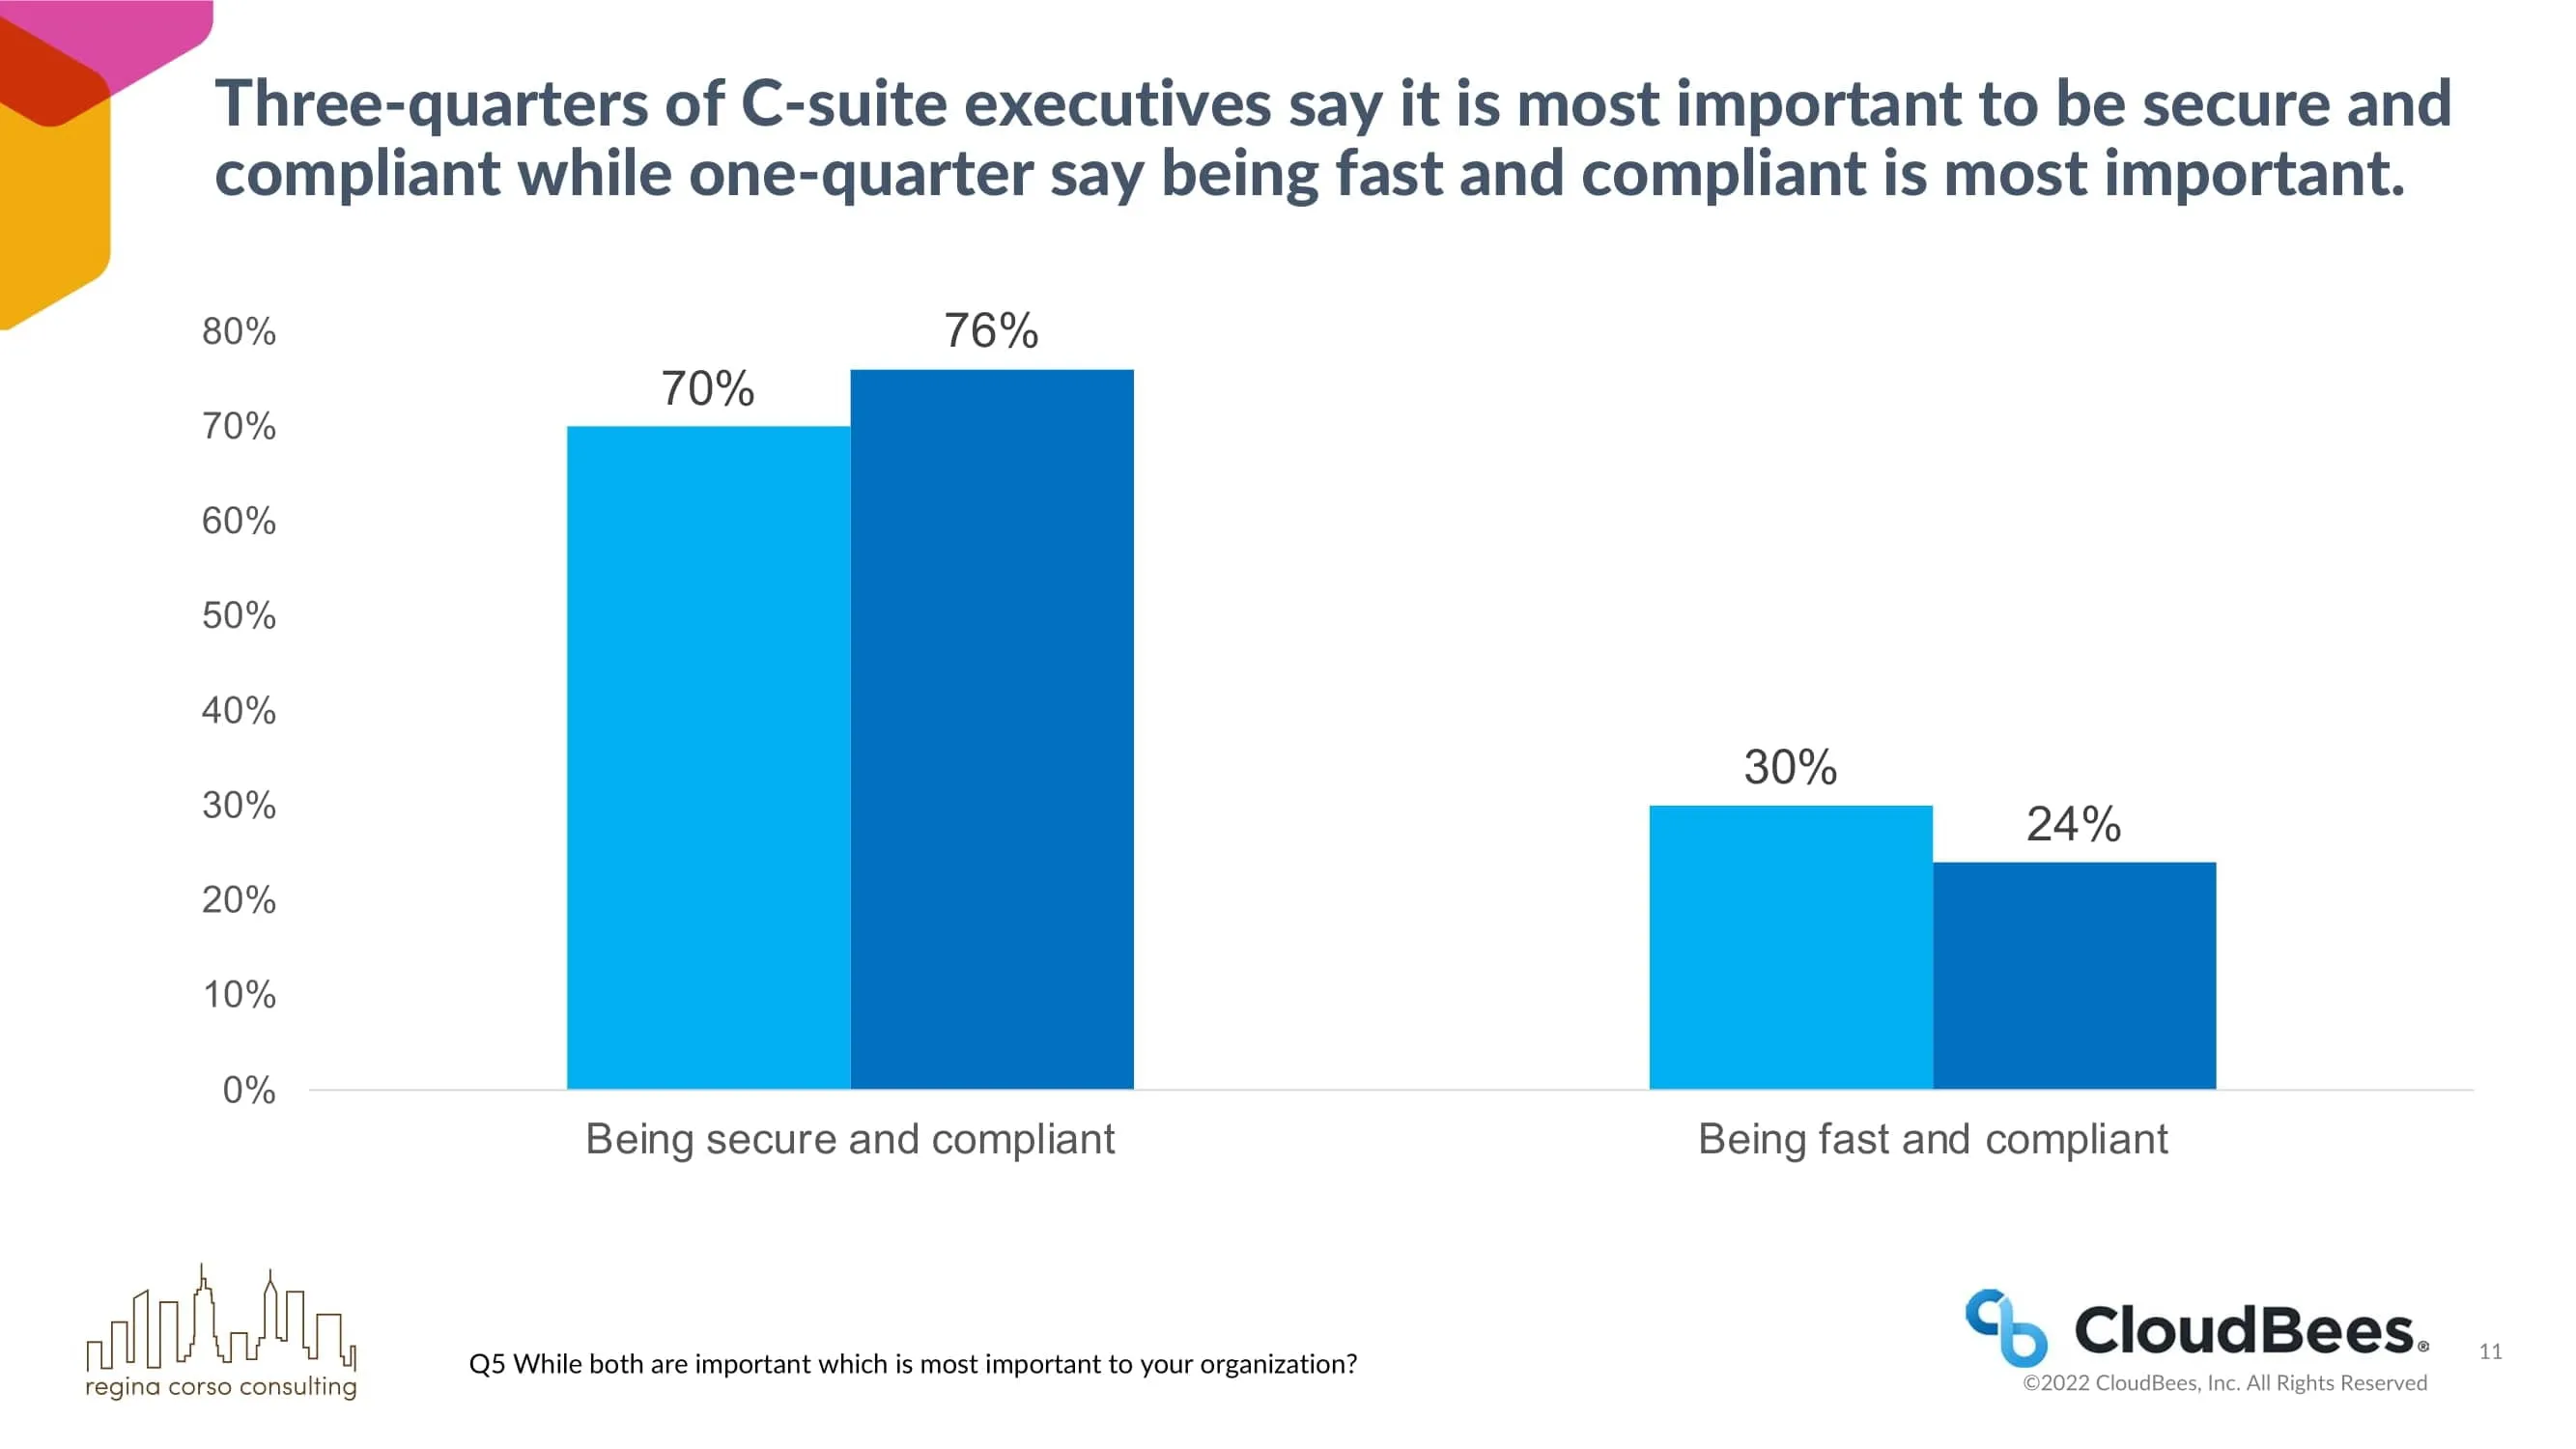 Three-quarters of C-suite executives say it is most important to be secure and
compliant while one-quarter say being fast and compliant is most important.
80%
70%
60%
50%
40%
30%
20%
10%
0%
70%
76%
30%
24%
Being secure and compliant
Being fast and compliant
regina corso consulting
Q5 While both are important which is most important to your organization?
CloudBees®
©2022 CloudBees, Inc. All Rights Reserved
11